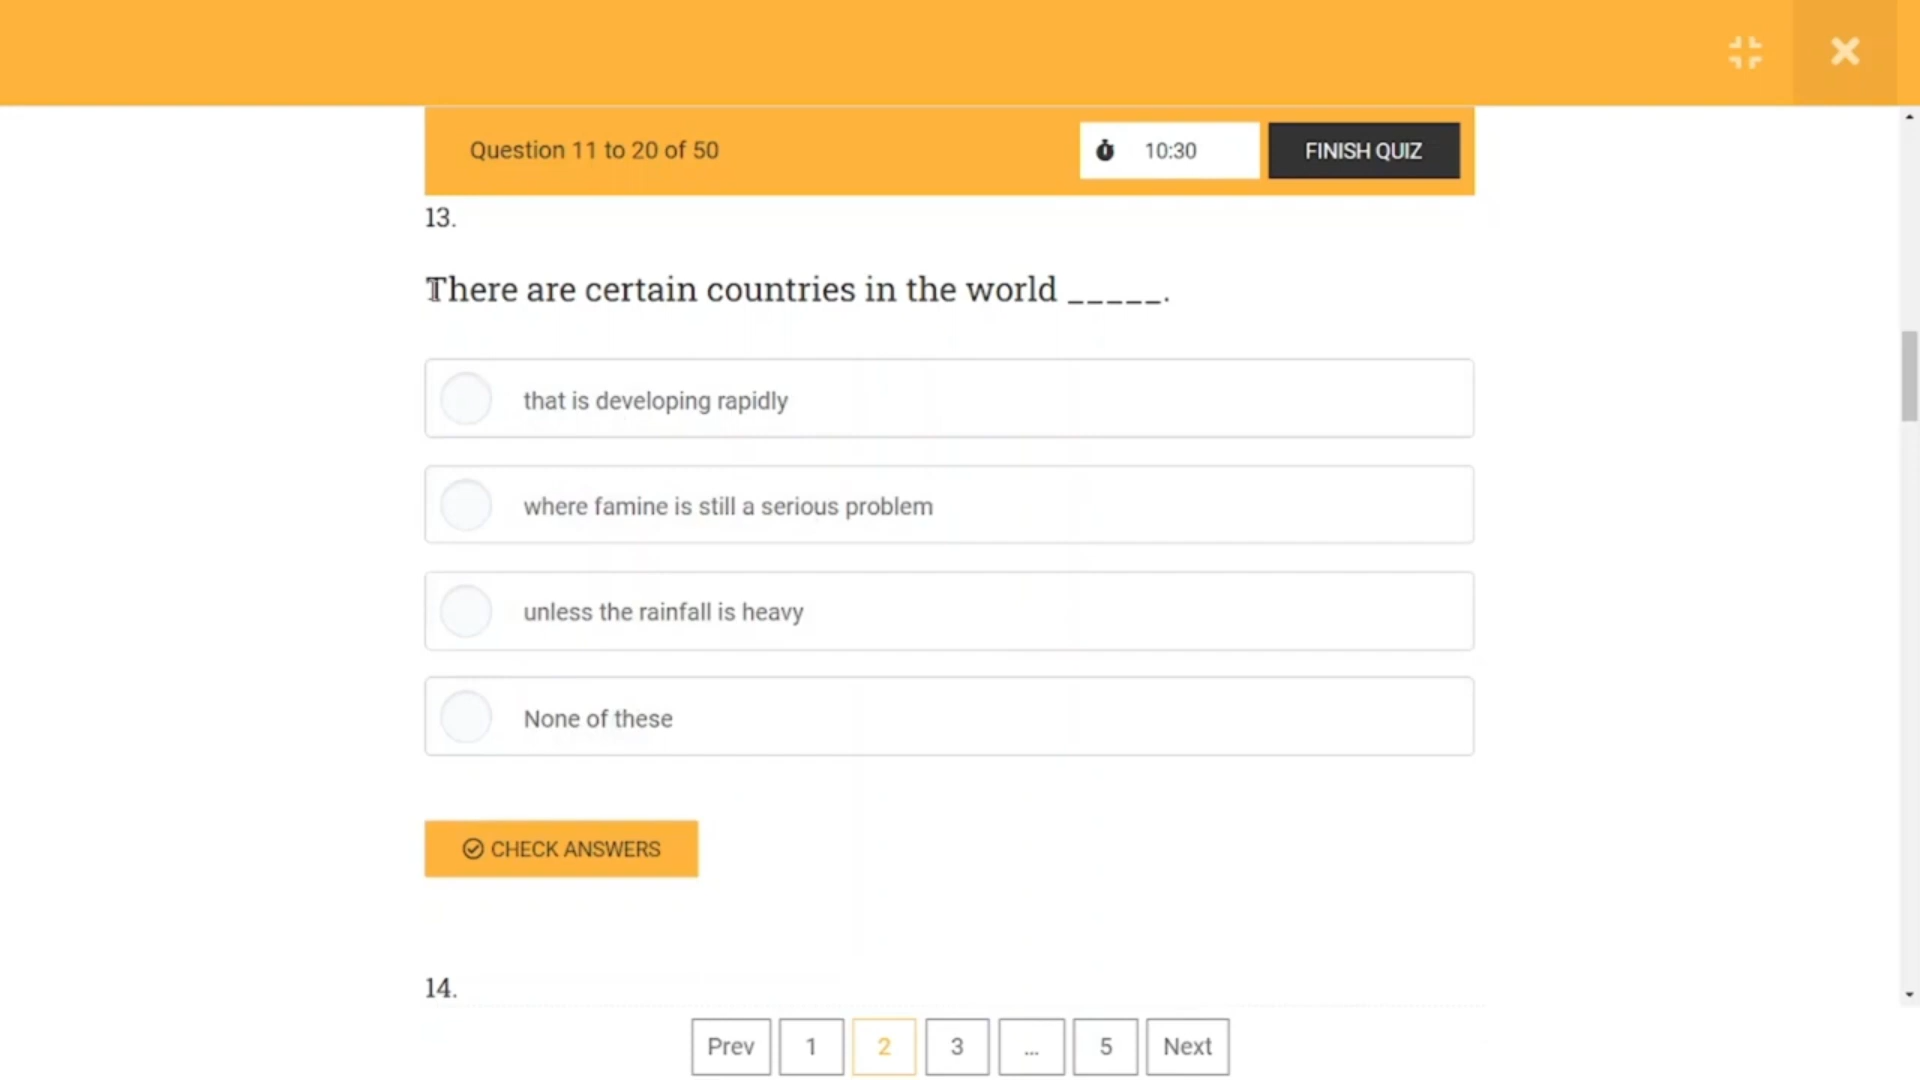 Question 11 to 20 of 50
10:30
FINISH QUIZ
13.
There are certain countries in the world _____.
that is developing rapidly
where famine is still a serious problem
unless the rainfall is heavy
None of these
CHECK ANSWERS
14.
Prev 1 2 3 ... 5 Next